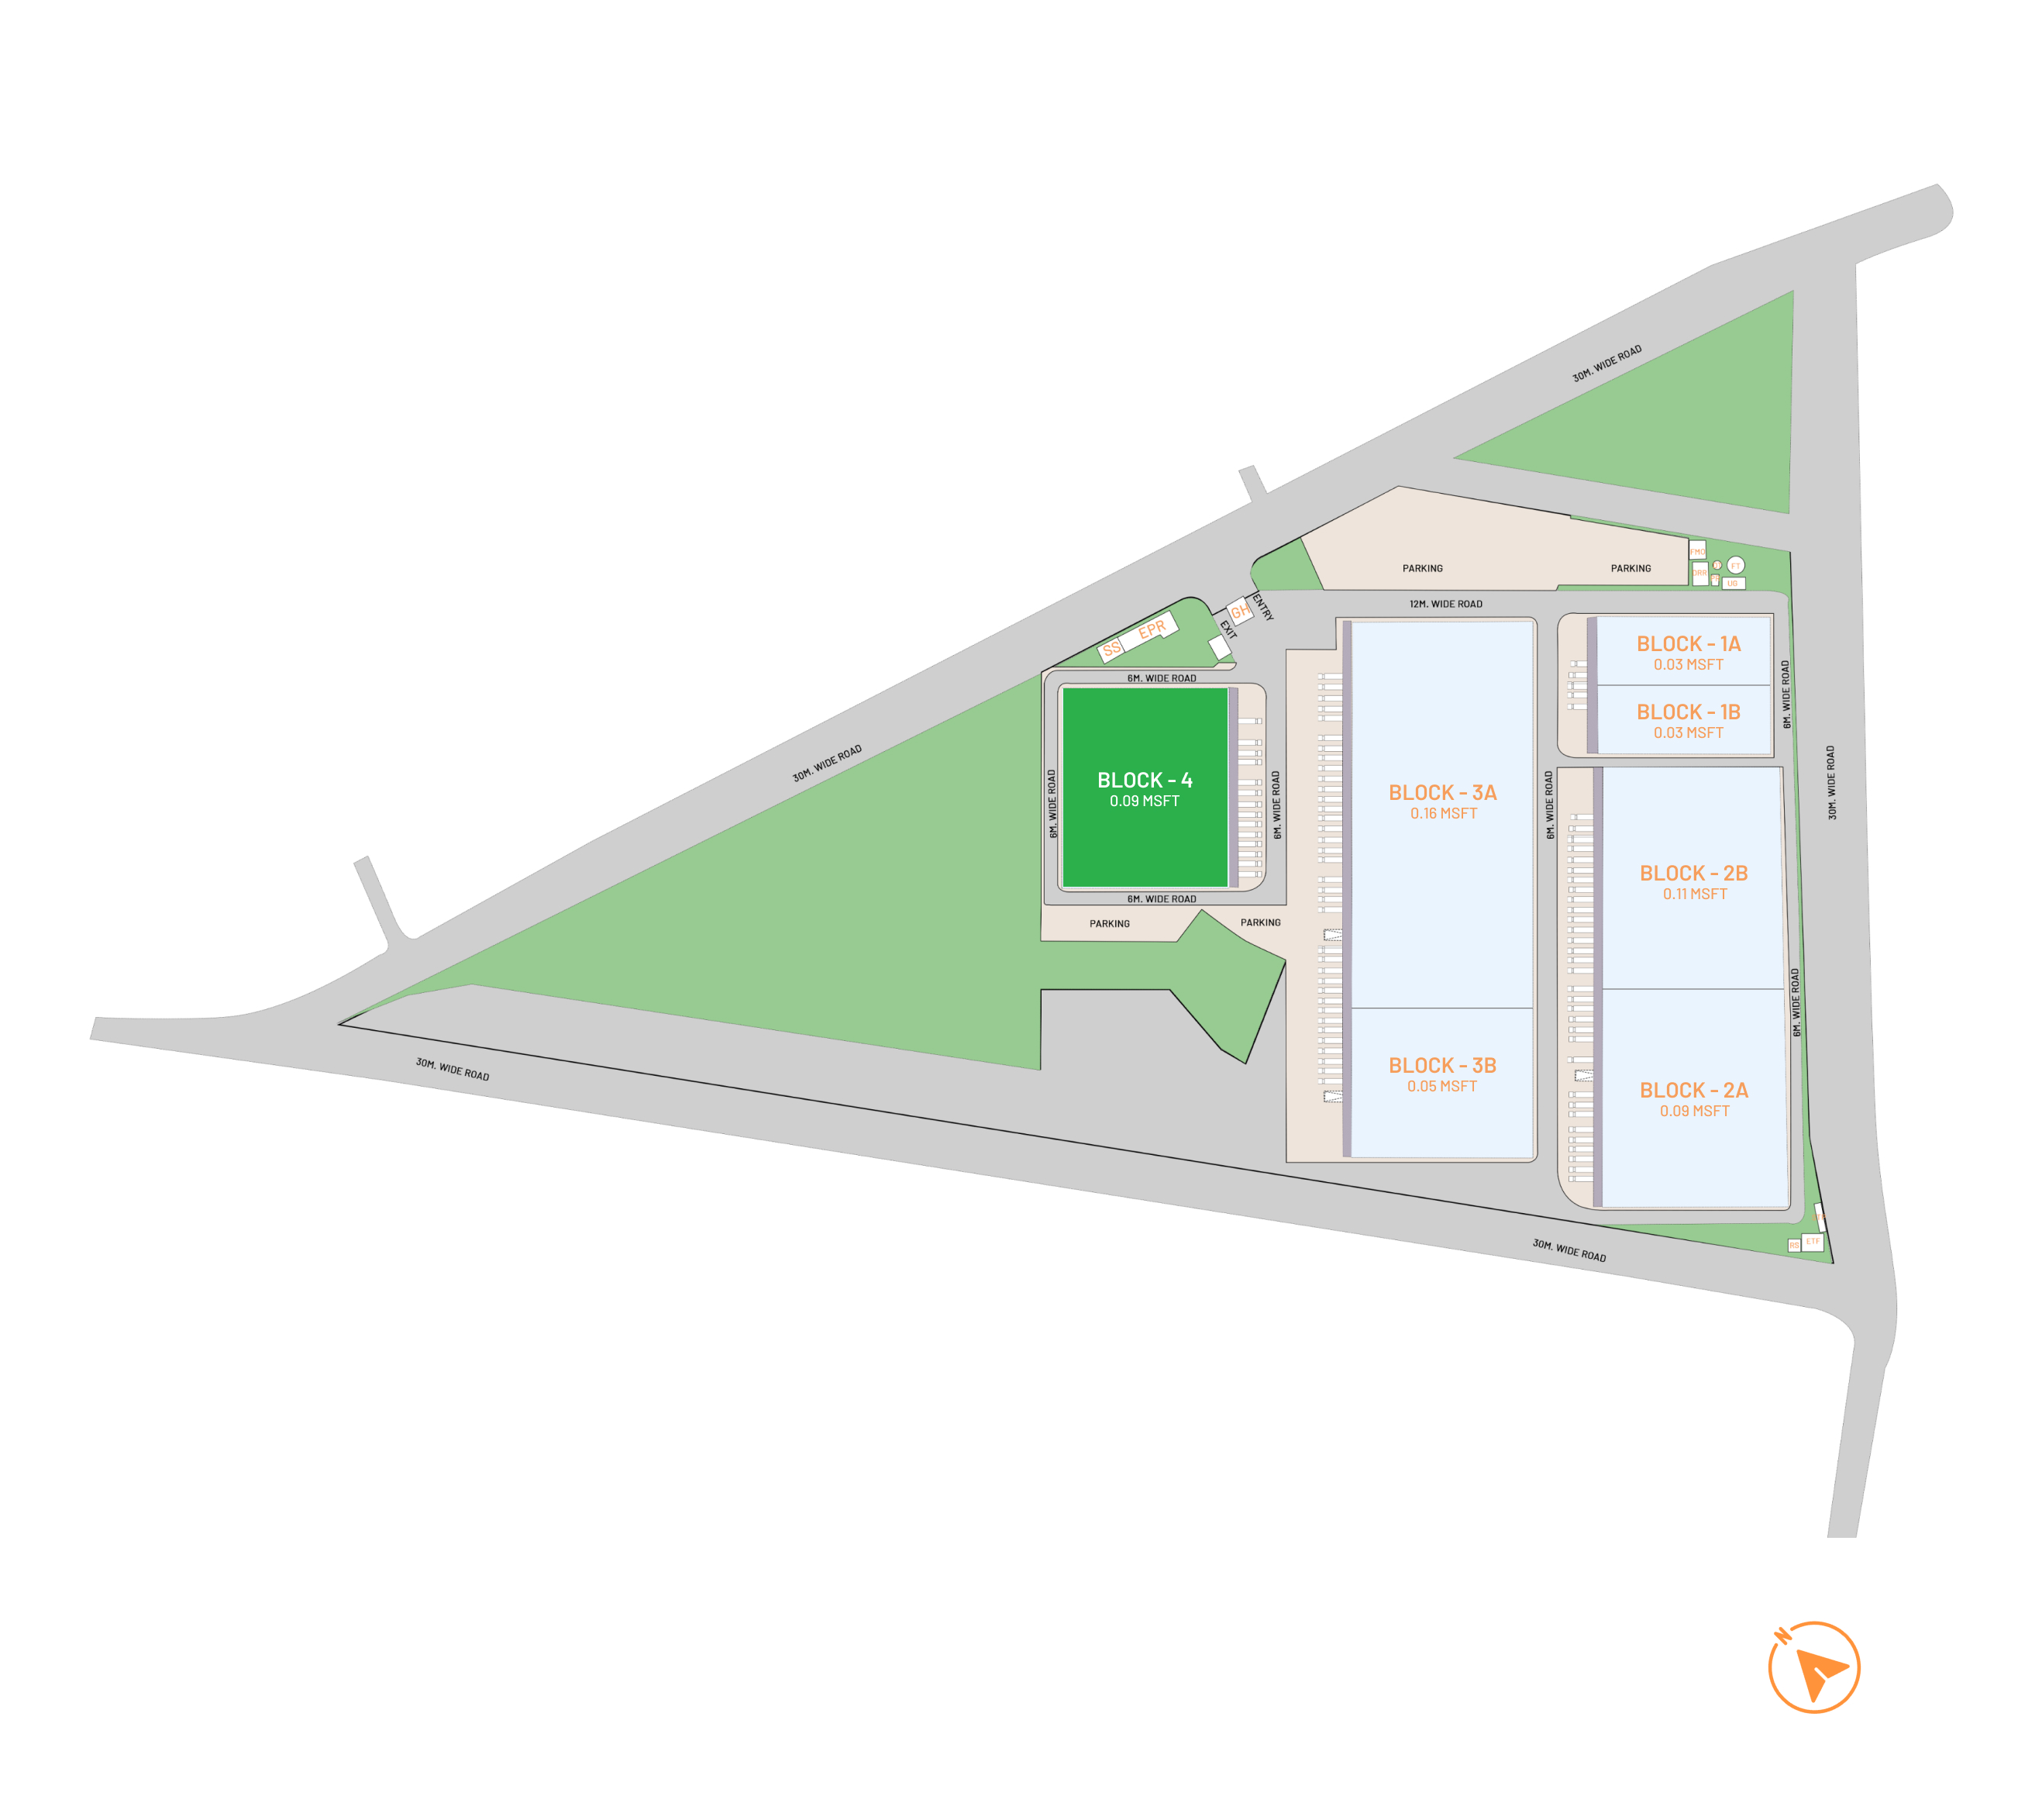 30M. WIDE ROAD
FMO
DRR
FT
UG
PARKING
PARKING
12M. WIDE ROAD
ENTRY
GH
EXIT
EPR
SS
6M. WIDE ROAD
BLOCK - 1A
0.03 MSFT
BLOCK - 1B
0.03 MSFT
6M. WIDE ROAD
30M. WIDE ROAD
BLOCK - 4
0.09 MSFT
6M. WIDE ROAD
6M. WIDE ROAD
BLOCK - 3A
0.16 MSFT
6M. WIDE ROAD
30M. WIDE ROAD
BLOCK - 2B
0.11 MSFT
6M. WIDE ROAD
PARKING
PARKING
6M. WIDE ROAD
30M. WIDE ROAD
BLOCK - 3B
0.05 MSFT
BLOCK - 2A
0.09 MSFT
30M. WIDE ROAD
RS
ETP
N